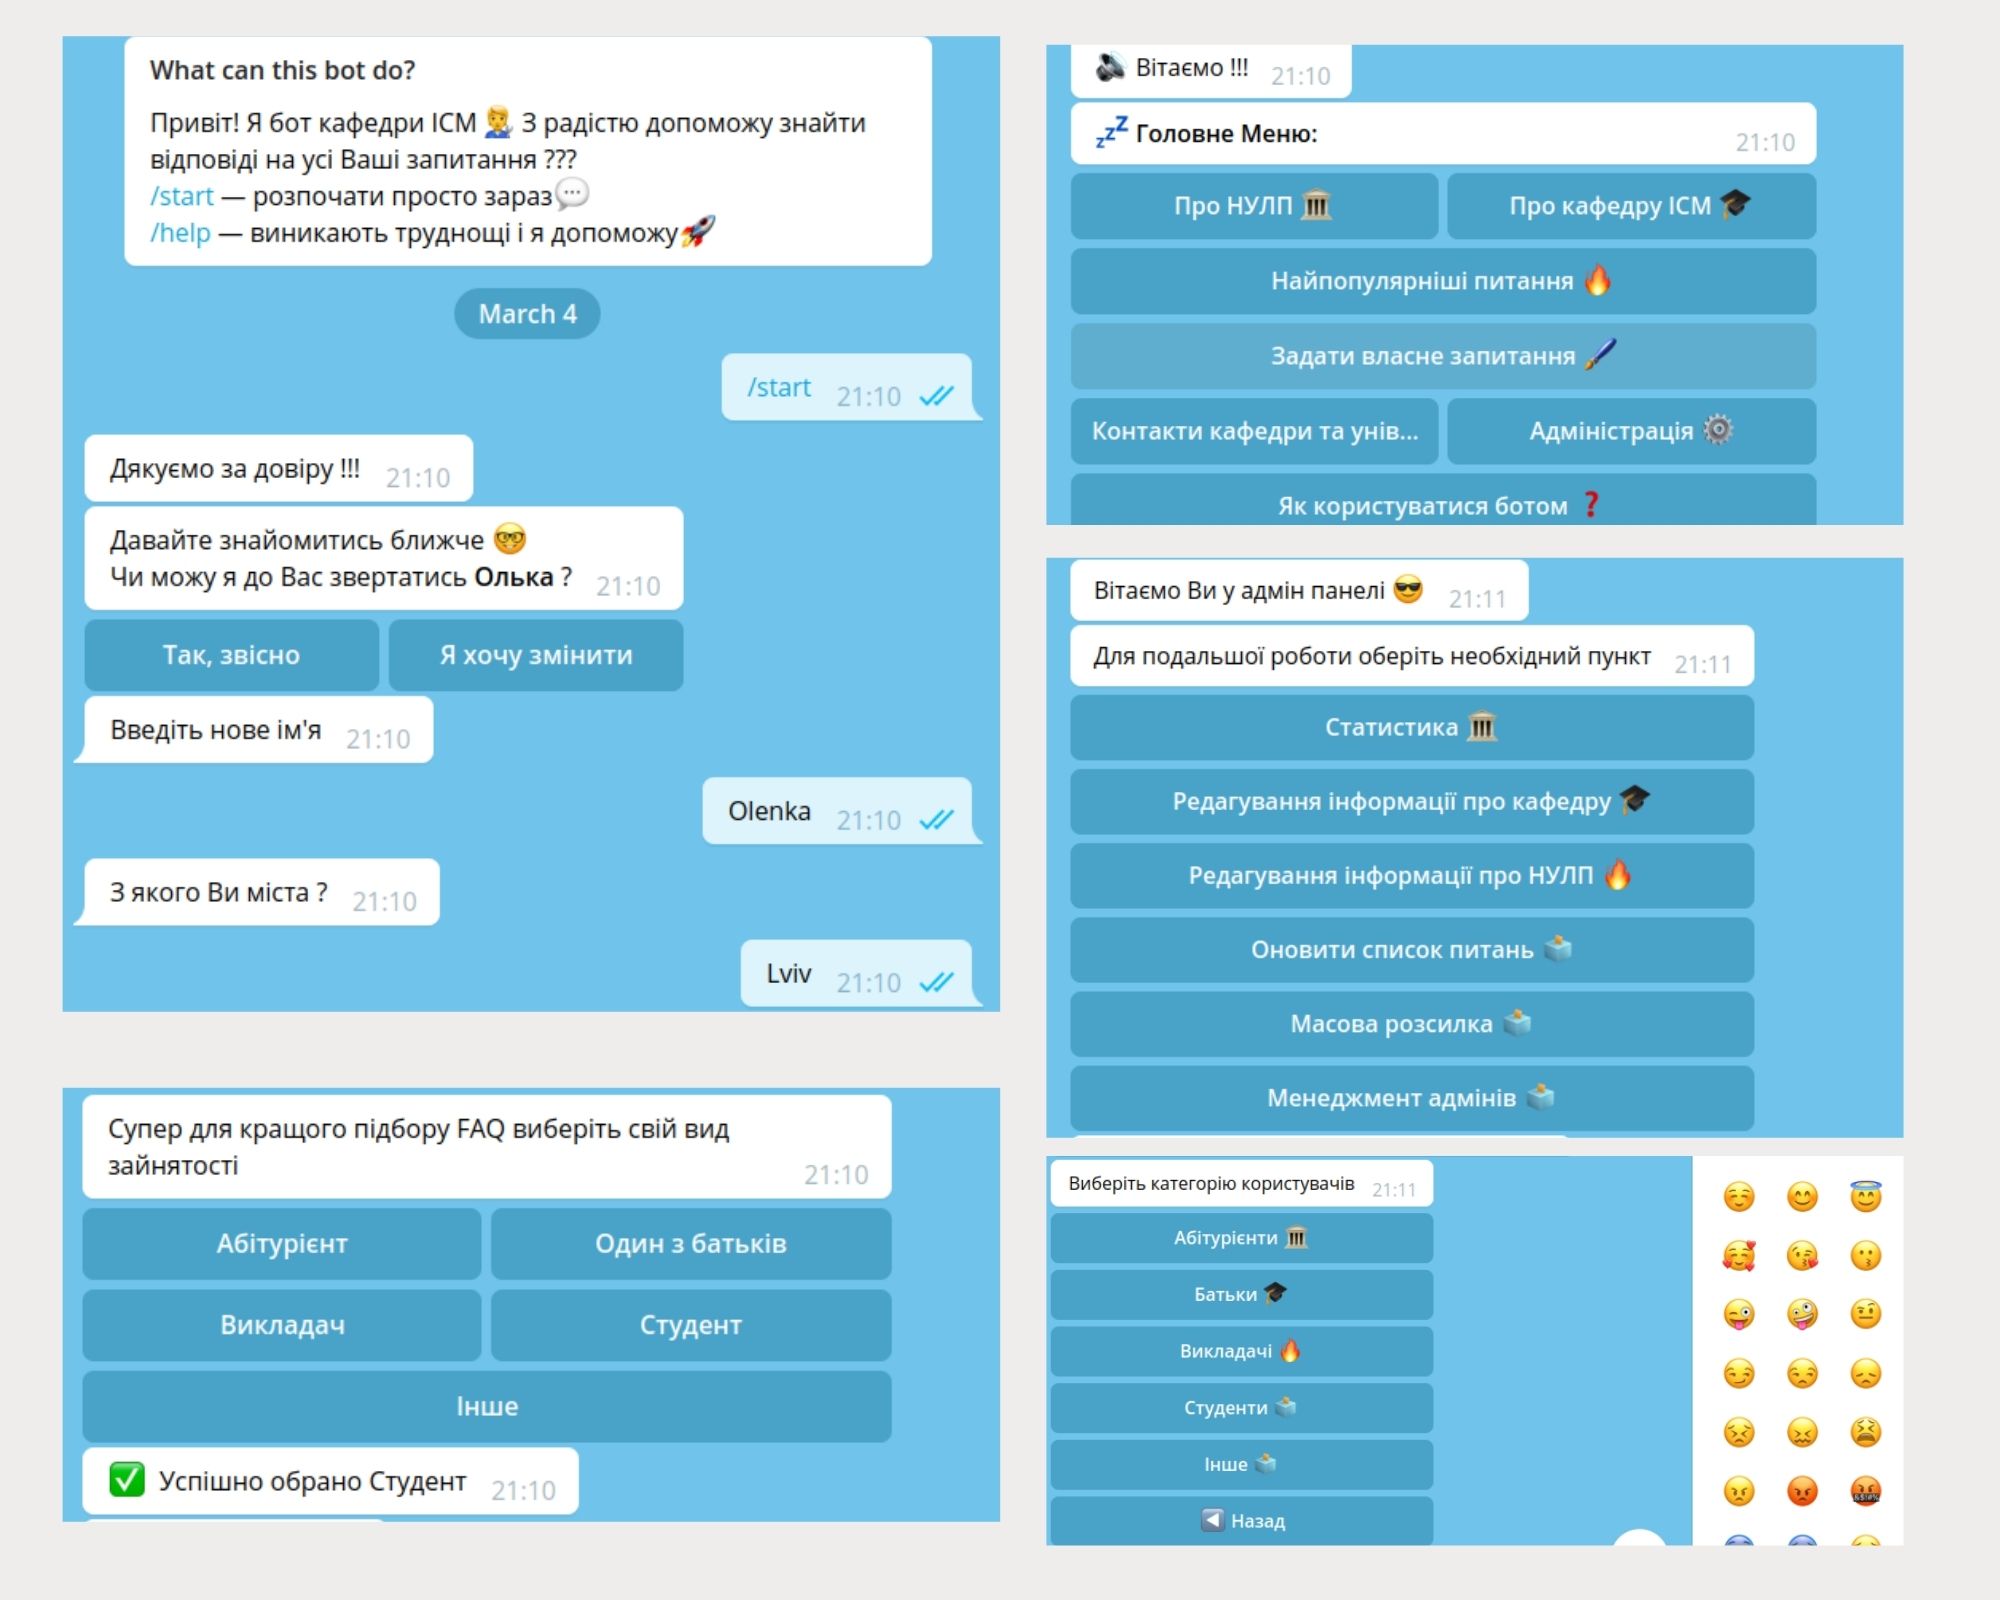 What can this bot do?
Привіт! Я бот кафедри ІСМ 👨‍💼 З радістю допоможу знайти
відповіді на усі Ваші запитання ???
/start — розпочати просто зараз💬
/help — виникають труднощі і я допоможу🚀
March 4
/start 21:10
Дякуємо за довіру !!! 21:10
Давайте знайомитись ближче 🤓
Чи можу я до Вас звертатись Олька ? 21:10
Так, звісно
Я хочу змінити
Введіть нове ім'я 21:10
Olenka 21:10
З якого Ви міста ? 21:10
Lviv 21:10
Супер для кращого підбору FAQ виберіть свій вид
зайнятості 21:10
Абітурієнт
Один з батьків
Викладач
Студент
Інше
✅ Успішно обрано Студент 21:10
🔊 Вітаємо !!! 21:10
💤 Головне Меню: 21:10
Про НУЛП 🏛
Про кафедру ІСМ 🎓
Найпопулярніші питання 🔥
Задати власне запитання 🖌
Контакти кафедри та унів...
Адміністрація ⚙
Як користуватися ботом ❓
Вітаємо Ви у адмін панелі 😎 21:11
Для подальшої роботи оберіть необхідний пункт 21:11
Статистика 🏛
Редагування інформації про кафедру 🎓
Редагування інформації про НУЛП 🔥
Оновити список питань 🗳
Масова розсилка 🗳
Менеджмент адмінів 🗳
Виберіть категорію користувачів 21:11
Абітурієнти 🏛
Батьки 🎓
Викладачі 🔥
Студенти 🗳
Інше 🗳
◀ Назад